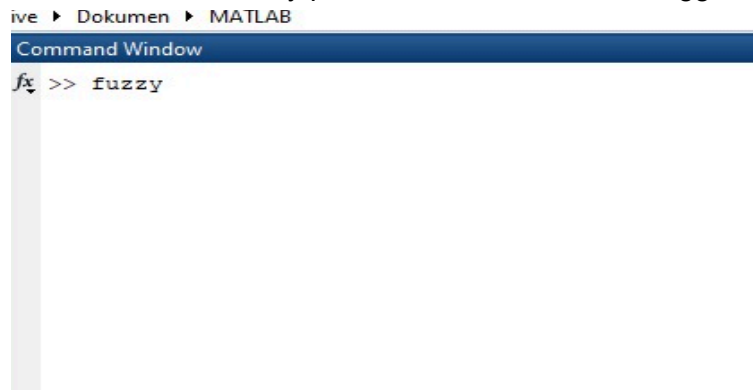 ive ▸ Dokumen ▸ MATLAB
Command Window
fx >> fuzzy